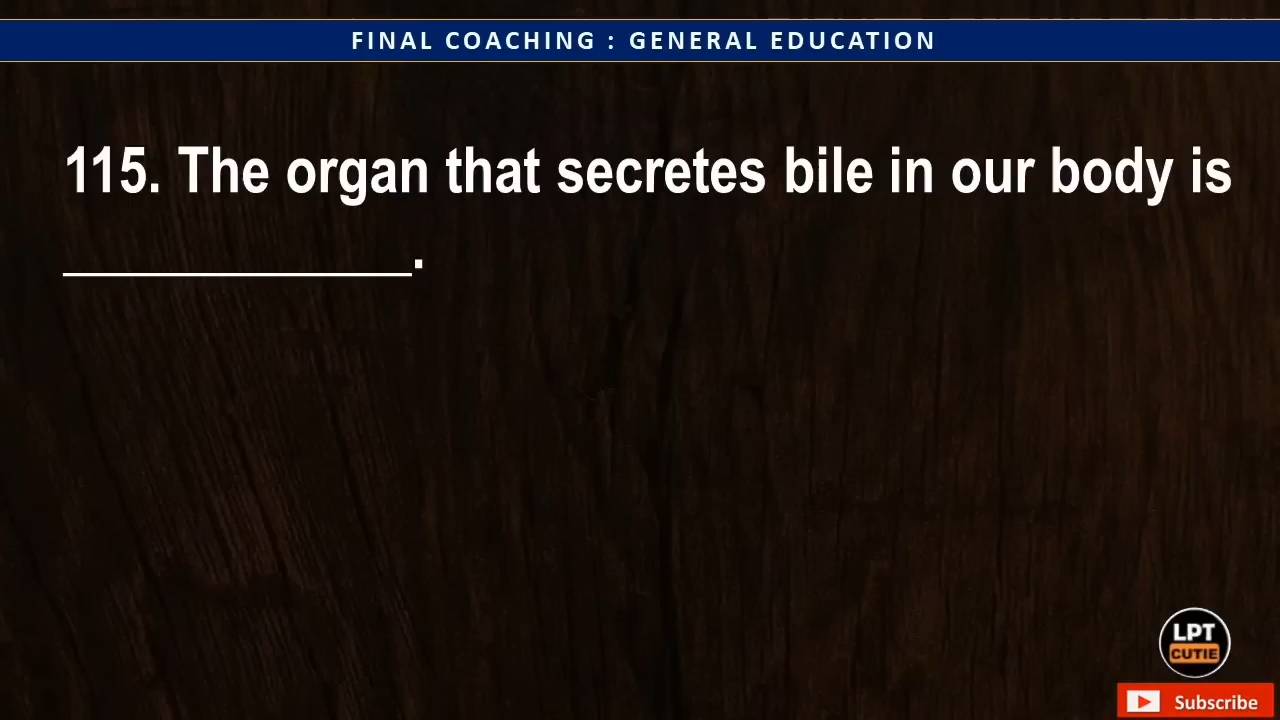 FINAL COACHING : GENERAL EDUCATION
115. The organ that secretes bile in our body is
______________.
LPT
CUTIE
Subscribe